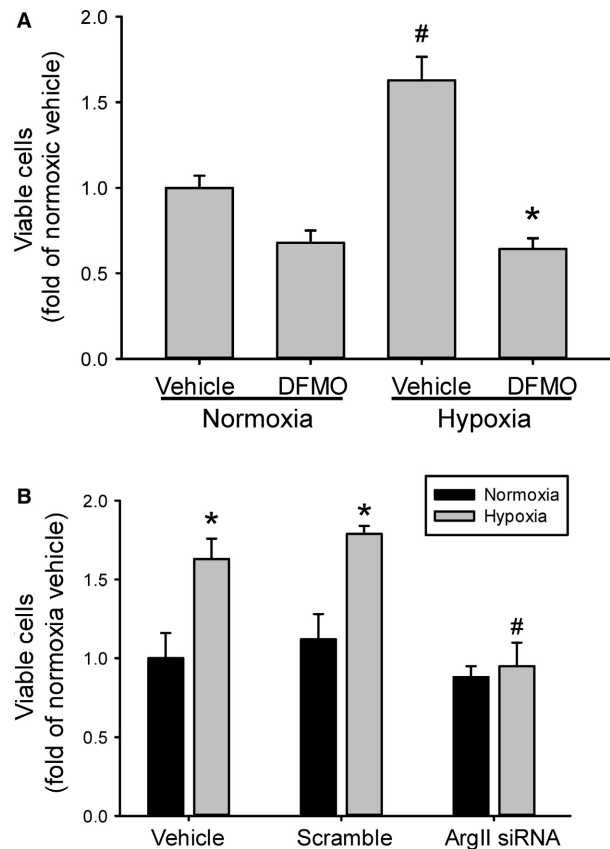 A
2.0
1.5
1.0
0.5
0.0
Viable cells
(fold of normoxic vehicle)
#
*
Vehicle DFMO Vehicle DFMO
Normoxia Hypoxia
B
Normoxia
Hypoxia
2.0
1.5
1.0
0.5
0.0
Viable cells
(fold of normoxia vehicle)
*
*
#
Vehicle Scramble ArgII siRNA